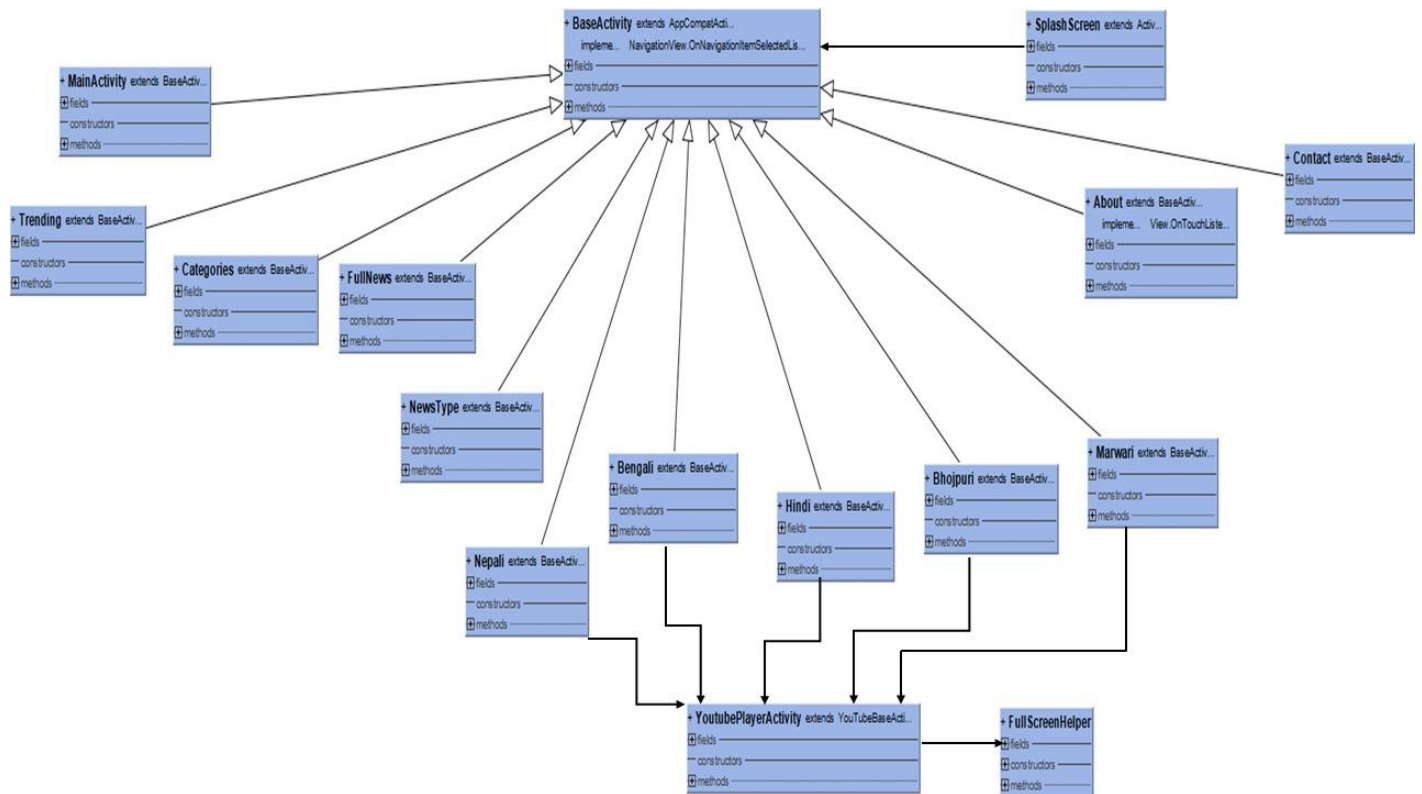 + BaseActivity extends AppCompatActi...
impleme... NavigationView.OnNavigationItemSelectedLis...
fields
constructors
methods
+ SplashScreen extends Activ...
fields
constructors
methods
+ MainActivity extends BaseActiv...
fields
constructors
methods
+ Contact extends BaseActiv...
fields
constructors
methods
+ About extends BaseActiv...
impleme... View.OnTouchListe...
fields
constructors
methods
+ Trending extends BaseActiv...
fields
constructors
methods
+ Categories extends BaseActiv...
fields
constructors
methods
+ FullNews extends BaseActiv...
fields
constructors
methods
+ NewsType extends BaseActiv...
fields
constructors
methods
+ Marwari extends BaseActiv...
fields
constructors
methods
+ Bengali extends BaseActiv...
fields
constructors
methods
+ Bhojpuri extends BaseActiv...
fields
constructors
methods
+ Hindi extends BaseActiv...
fields
constructors
methods
+ Nepali extends BaseActiv...
fields
constructors
methods
+ YoutubePlayerActivity extends YouTubeBaseActi...
fields
constructors
methods
+ FullScreenHelper
fields
constructors
methods